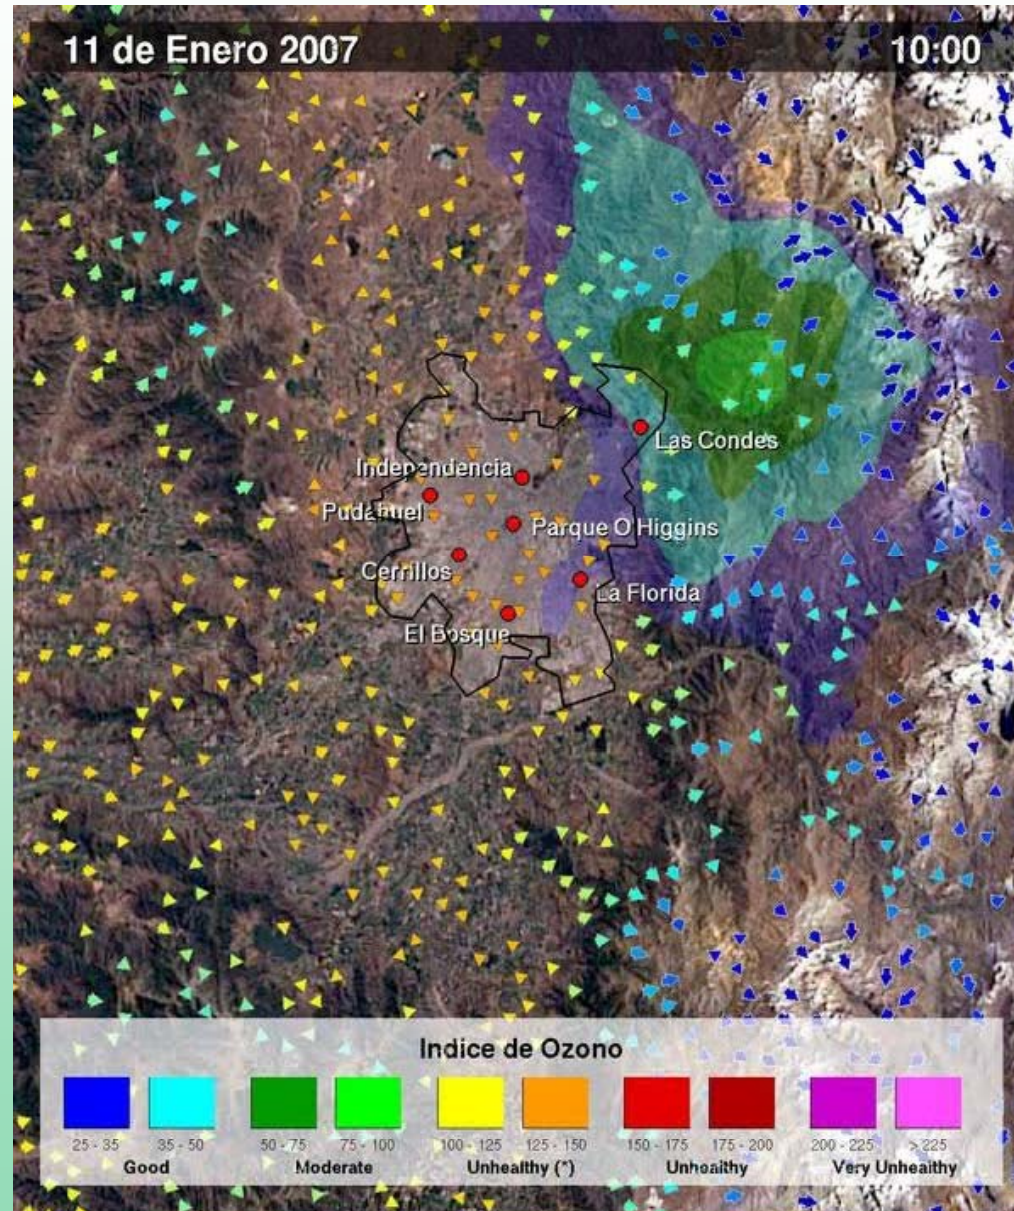 11 de Enero 2007 10:00
Las Condes
Independencia
Pudahuel
Parque O Higgins
Cerrillos
La Florida
El Bosque
Indice de Ozono
25 - 35 35 - 50 50 - 75 75 - 100 100 - 125 125 - 150 150 - 175 175 - 200 200 - 225 > 225
Good Moderate Unhealthy (*) Unhealthy Very Unhealthy